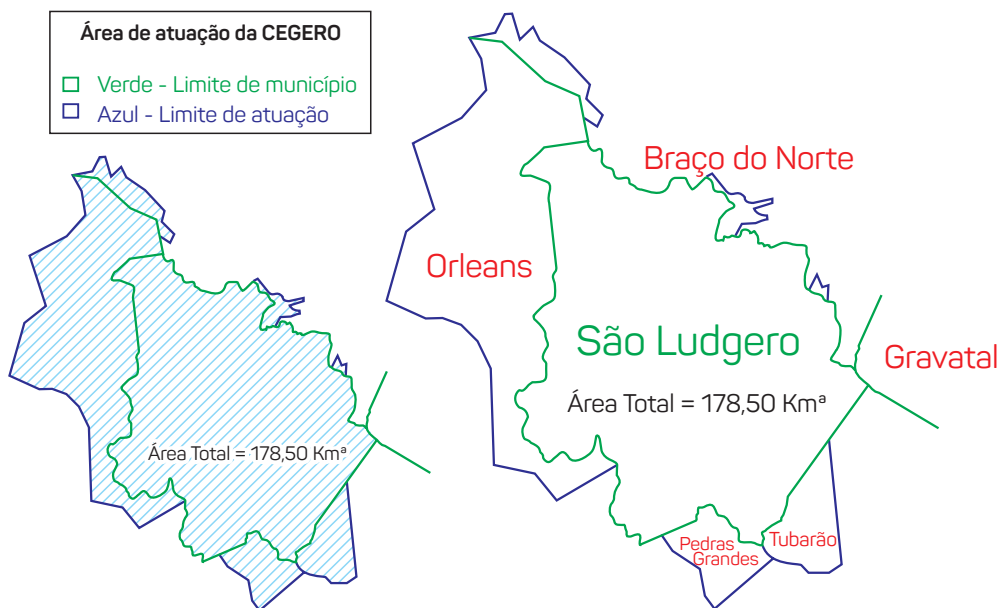 Área de atuação da CEGERO
Verde - Limite de município
Azul - Limite de atuação
Área Total = 178,50 Kmª
Braço do Norte
Orleans
São Ludgero
Gravatal
Área Total = 178,50 Kmª
Pedras
Grandes
Tubarão